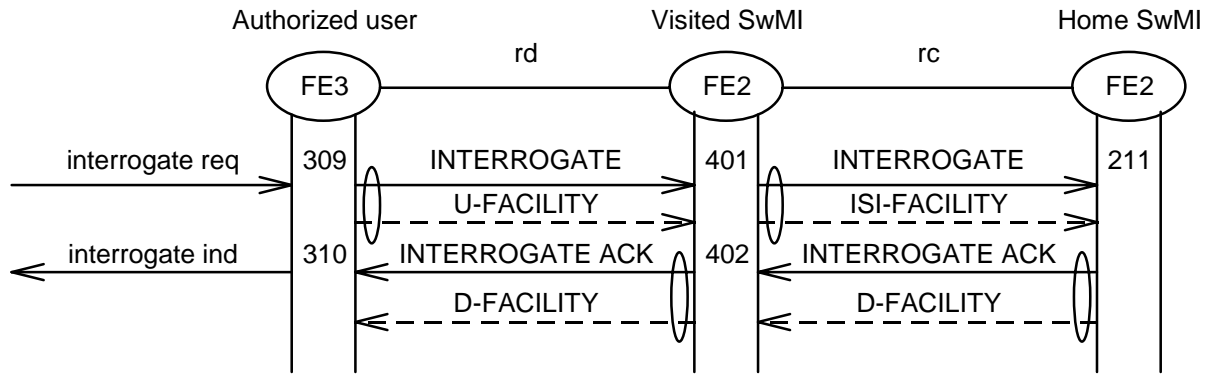 Authorized user Visited SwMI Home SwMI
rd rc
FE3 FE2 FE2
interrogate req 309 INTERROGATE 401 INTERROGATE 211
U-FACILITY ISI-FACILITY
interrogate ind 310 INTERROGATE ACK 402 INTERROGATE ACK
D-FACILITY D-FACILITY